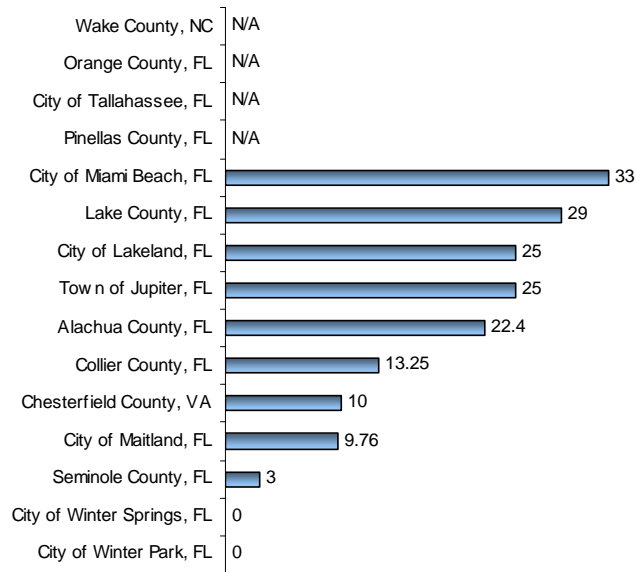 Wake County, NC N/A
Orange County, FL N/A
City of Tallahassee, FL N/A
Pinellas County, FL N/A
City of Miami Beach, FL 33
Lake County, FL 29
City of Lakeland, FL 25
Town of Jupiter, FL 25
Alachua County, FL 22.4
Collier County, FL 13.25
Chesterfield County, VA 10
City of Maitland, FL 9.76
Seminole County, FL 3
City of Winter Springs, FL 0
City of Winter Park, FL 0